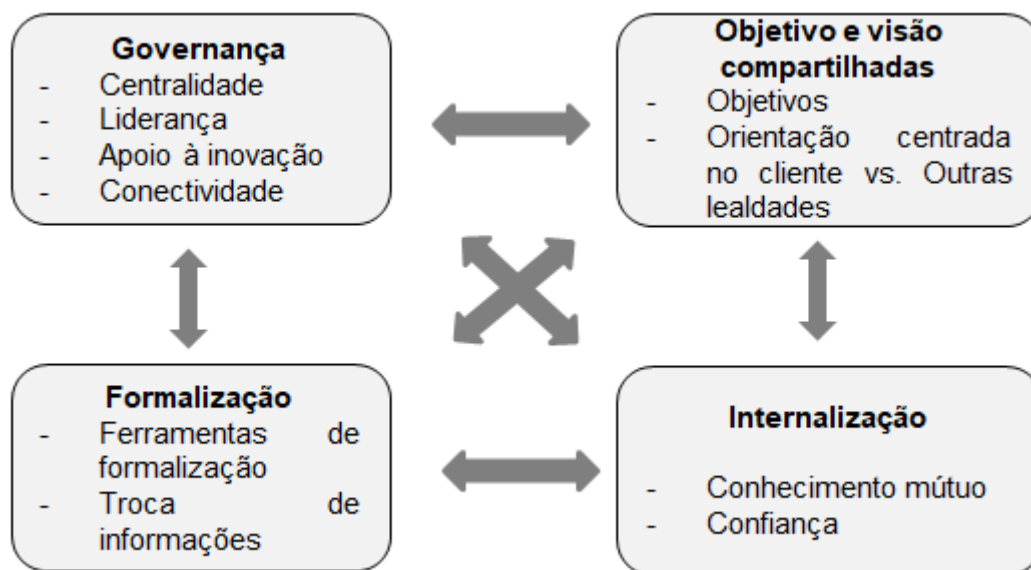 Governança
- Centralidade
- Liderança
- Apoio à inovação
- Conectividade
Objetivo e visão
compartilhadas
- Objetivos
- Orientação centrada
no cliente vs. Outras
lealdades
Formalização
- Ferramentas de
formalização
- Troca de
informações
Internalização
- Conhecimento mútuo
- Confiança